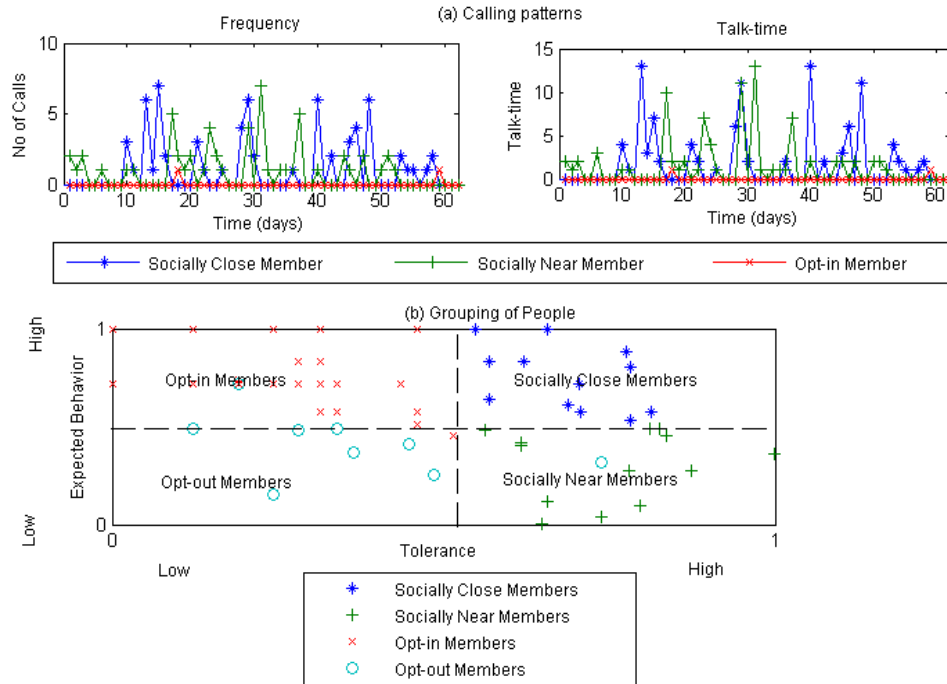 (a) Calling patterns
Frequency
10
5
0
No of Calls
0 10 20 30 40 50 60
Time (days)
Talk-time
15
10
5
0
Talk-time
0 10 20 30 40 50 60
Time (days)
Socially Close Member Socially Near Member Opt-in Member
(b) Grouping of People
High
1
Expected Behavior
Opt-in Members Socially Close Members
Opt-out Members Socially Near Members
Low
0
0 Tolerance 1
Low High
Socially Close Members
Socially Near Members
Opt-in Members
Opt-out Members